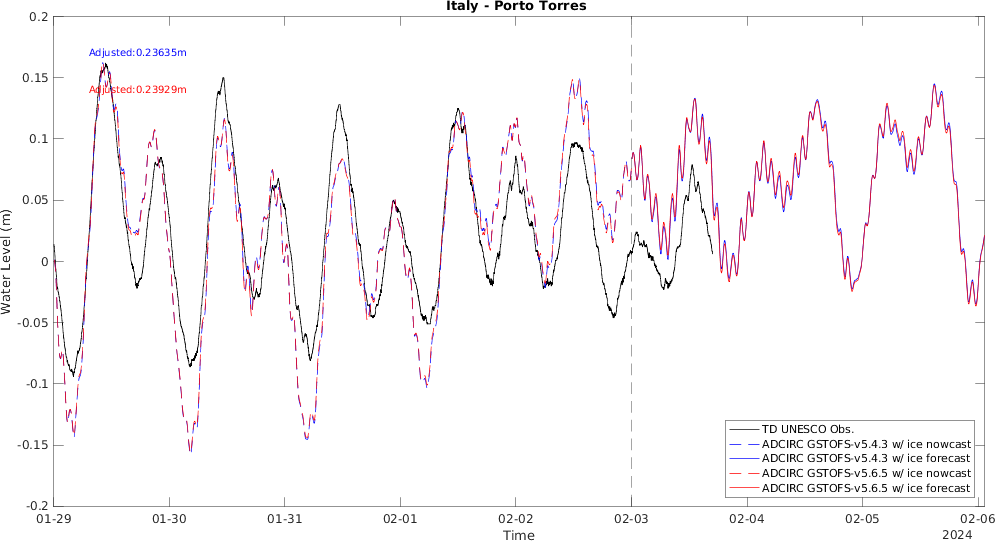 Italy - Porto Torres
0.2
0.15
0.1
0.05
0
-0.05
-0.1
-0.15
-0.2
Water Level (m)
Adjusted:0.23635m
Adjusted:0.23929m
TD UNESCO Obs.
ADCIRC GSTOFS-v5.4.3 w/ ice nowcast
ADCIRC GSTOFS-v5.4.3 w/ ice forecast
ADCIRC GSTOFS-v5.6.5 w/ ice nowcast
ADCIRC GSTOFS-v5.6.5 w/ ice forecast
01-29 01-30 01-31 02-01 02-02 02-03 02-04 02-05 02-06
Time
2024